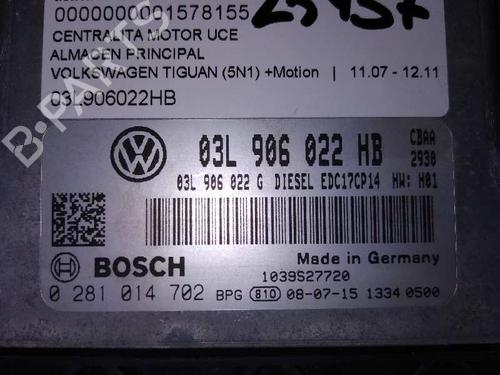 0000000001578155
CENTRALITA MOTOR UCE
ALMACEN PRINCIPAL
VOLKSWAGEN TIGUAN (5N1) +Motion | 11.07 - 12.11
03L906022HB
B-PARTS
03L 906 022 HB CBAA
2930
03L 906 022 G DIESEL EDC17CP14 HW: H01
BOSCH
Made in Germany
1039S27720
0 281 014 702 BPG 810 08-07-15 1334 0500